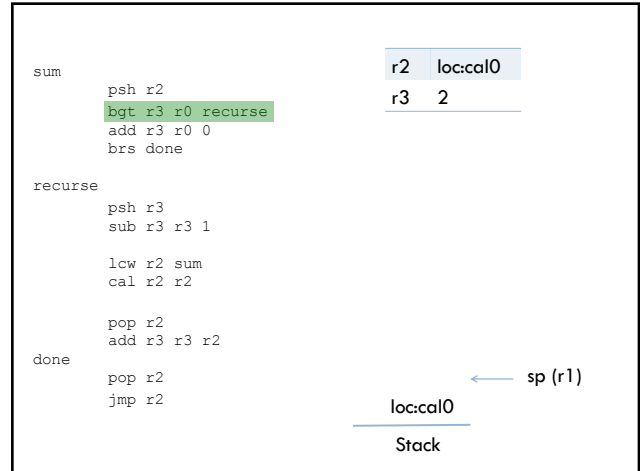 sum
psh r2
bgt r3 r0 recurse
add r3 r0 0
brs done
recurse
psh r3
sub r3 r3 1
lcw r2 sum
cal r2 r2
pop r2
add r3 r3 r2
done
pop r2
jmp r2
r2 loc:cal0
r3 2
sp (r1)
loc:cal0
Stack